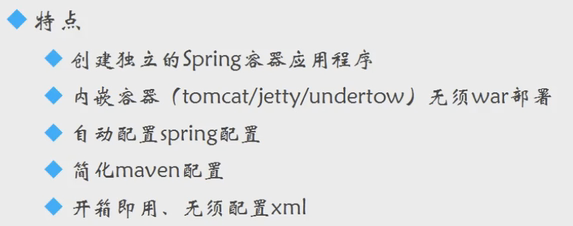 特点
创建独立的Spring容器应用程序
内嵌容器（tomcat/jetty/undertow）无须war部署
自动配置spring配置
简化maven配置
开箱即用、无须配置xml